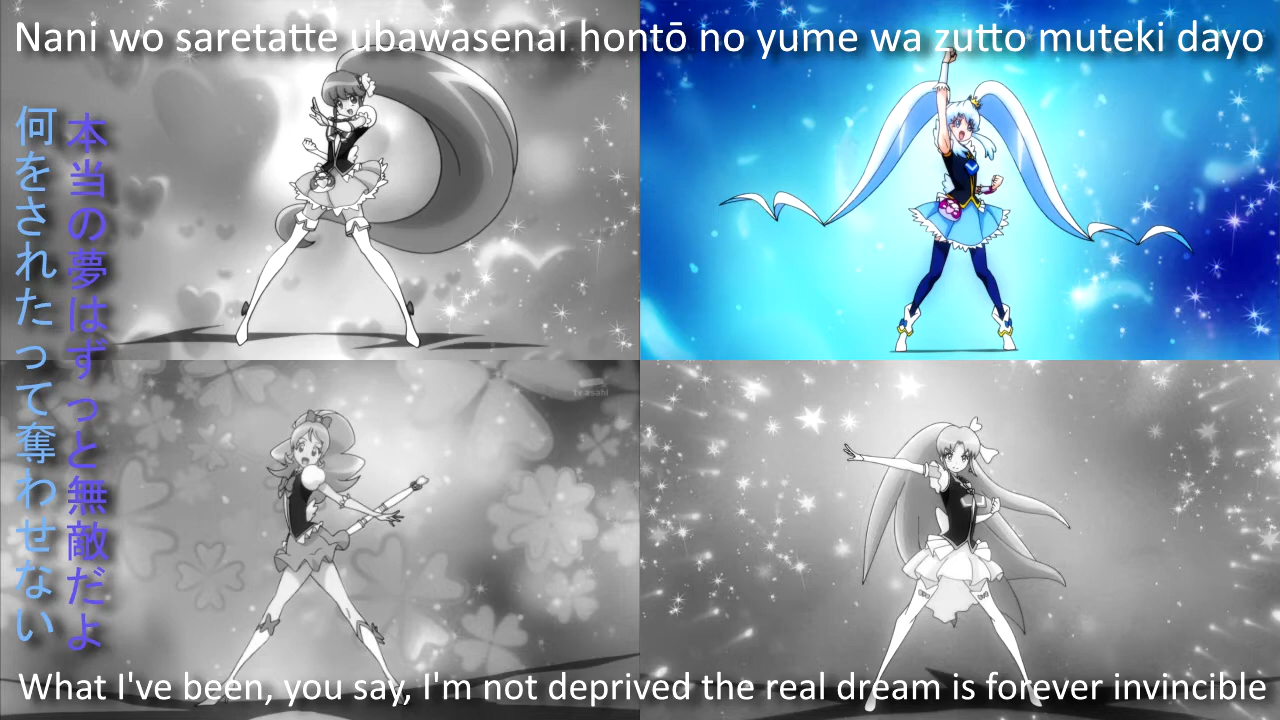 Nani wo saretatte ubawasenai hontō no yume wa zutto muteki dayo
何をされたって奪わせない
本当の夢はずっと無敵だよ
tv asahi
What I've been, you say, I'm not deprived the real dream is forever invincible